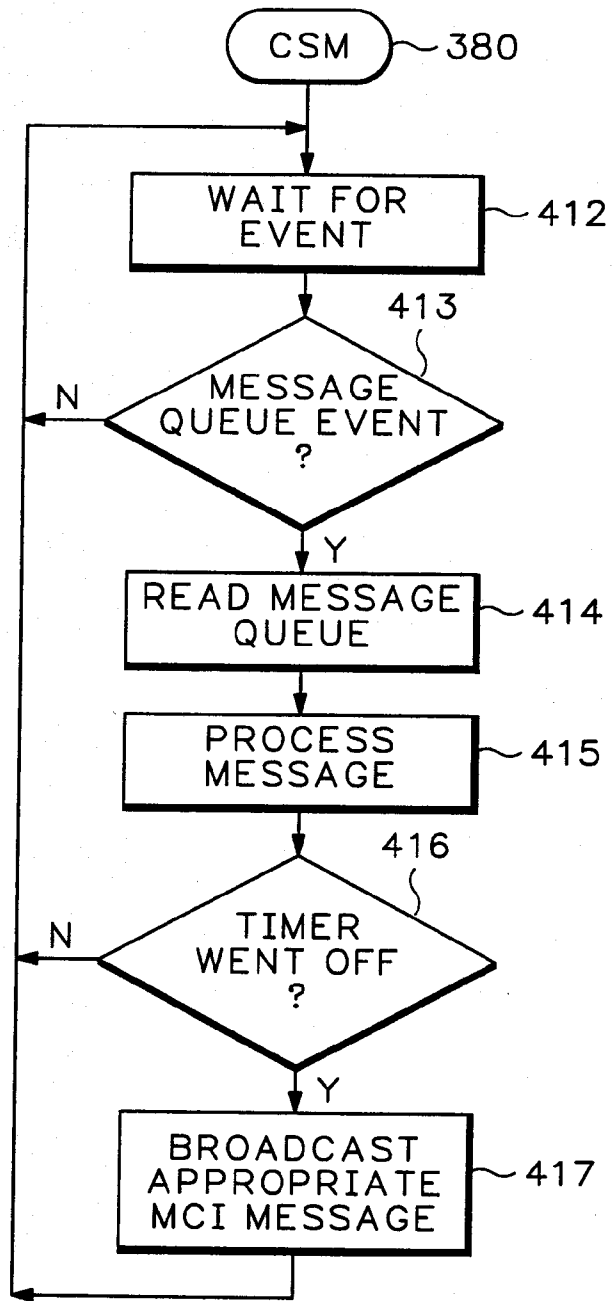 CSM
380
WAIT FOR
EVENT
412
413
MESSAGE
QUEUE EVENT
?
N
Y
READ MESSAGE
QUEUE
414
PROCESS
MESSAGE
415
416
TIMER
WENT OFF
?
N
Y
BROADCAST
APPROPRIATE
MCI MESSAGE
417